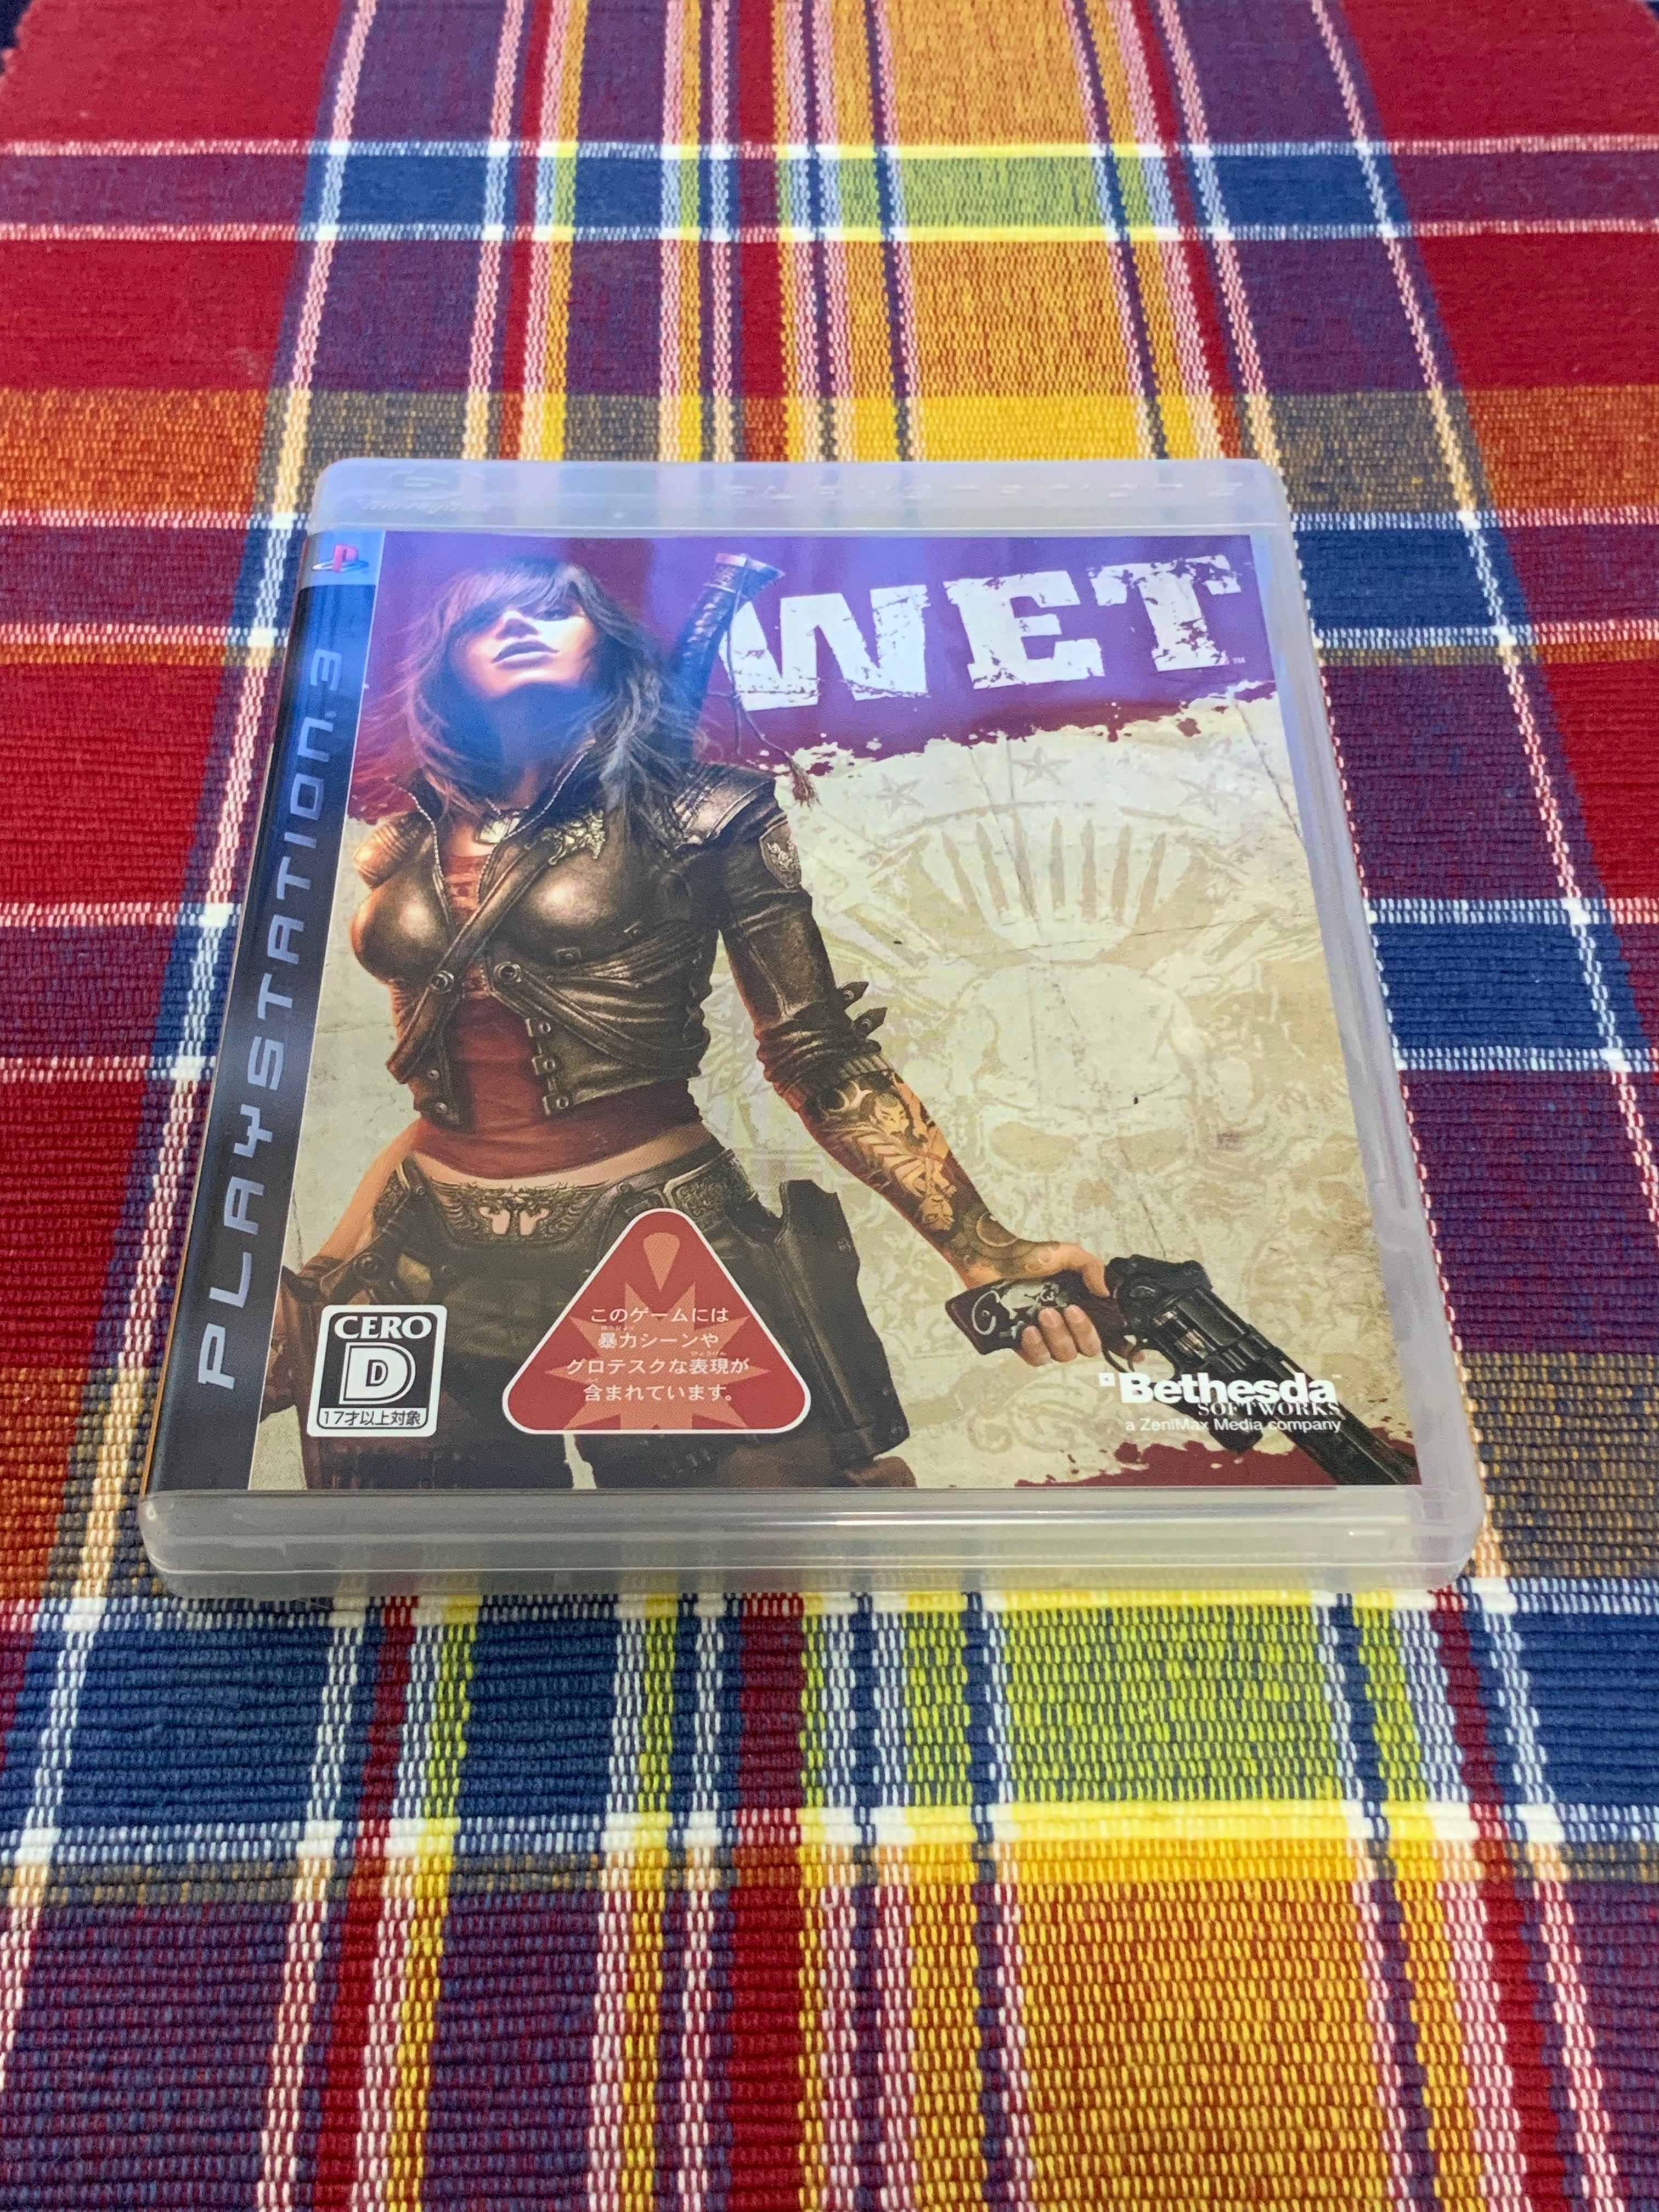 PLAYSTATION 3
WET
TM
CERO
D
17才以上対象
このゲームには
暴力シーンや
グロテスクな表現が
含まれています。
Bethesda
SOFTWORKS
a ZeniMax Media company